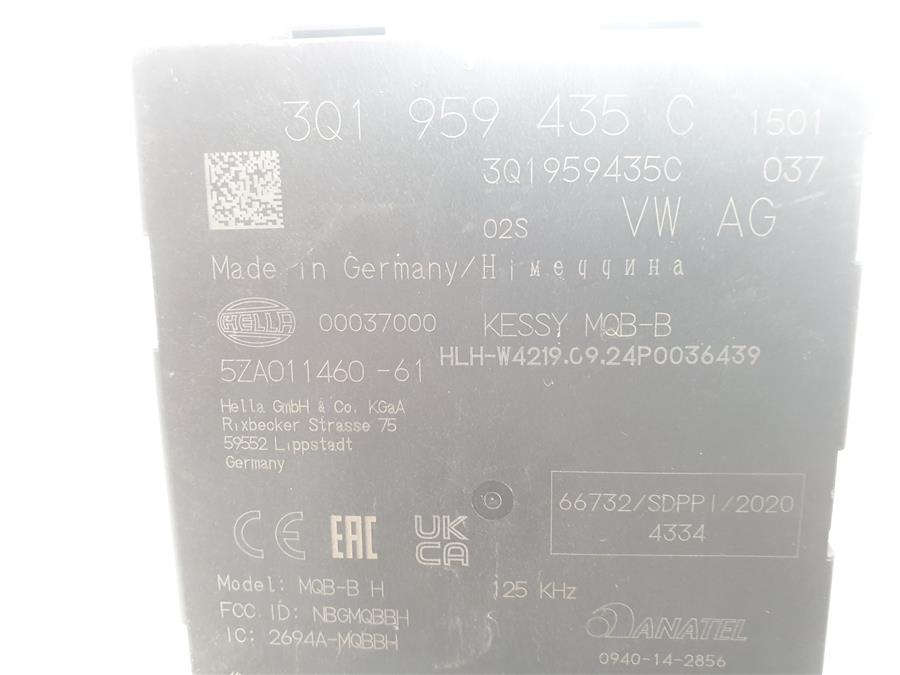 3Q1 959 435 C 1501
3Q1959435C 037
02S VW AG
Made in Germany/Німеччина
HELLA 00037000 KESSY MQB-B
HLH-W4219.09.24P0036439
5ZA011460-61
Hella GmbH & Co. KGaA
Rixbecker Strasse 75
59552 Lippstadt
Germany
66732/SDPPI/2020
4334
CE EAC UK
CA
Model: MQB-B H 125 KHz
FCC ID: NBGMQBBH
IC: 2694A-MQBBH
ANATEL
0940-14-2856